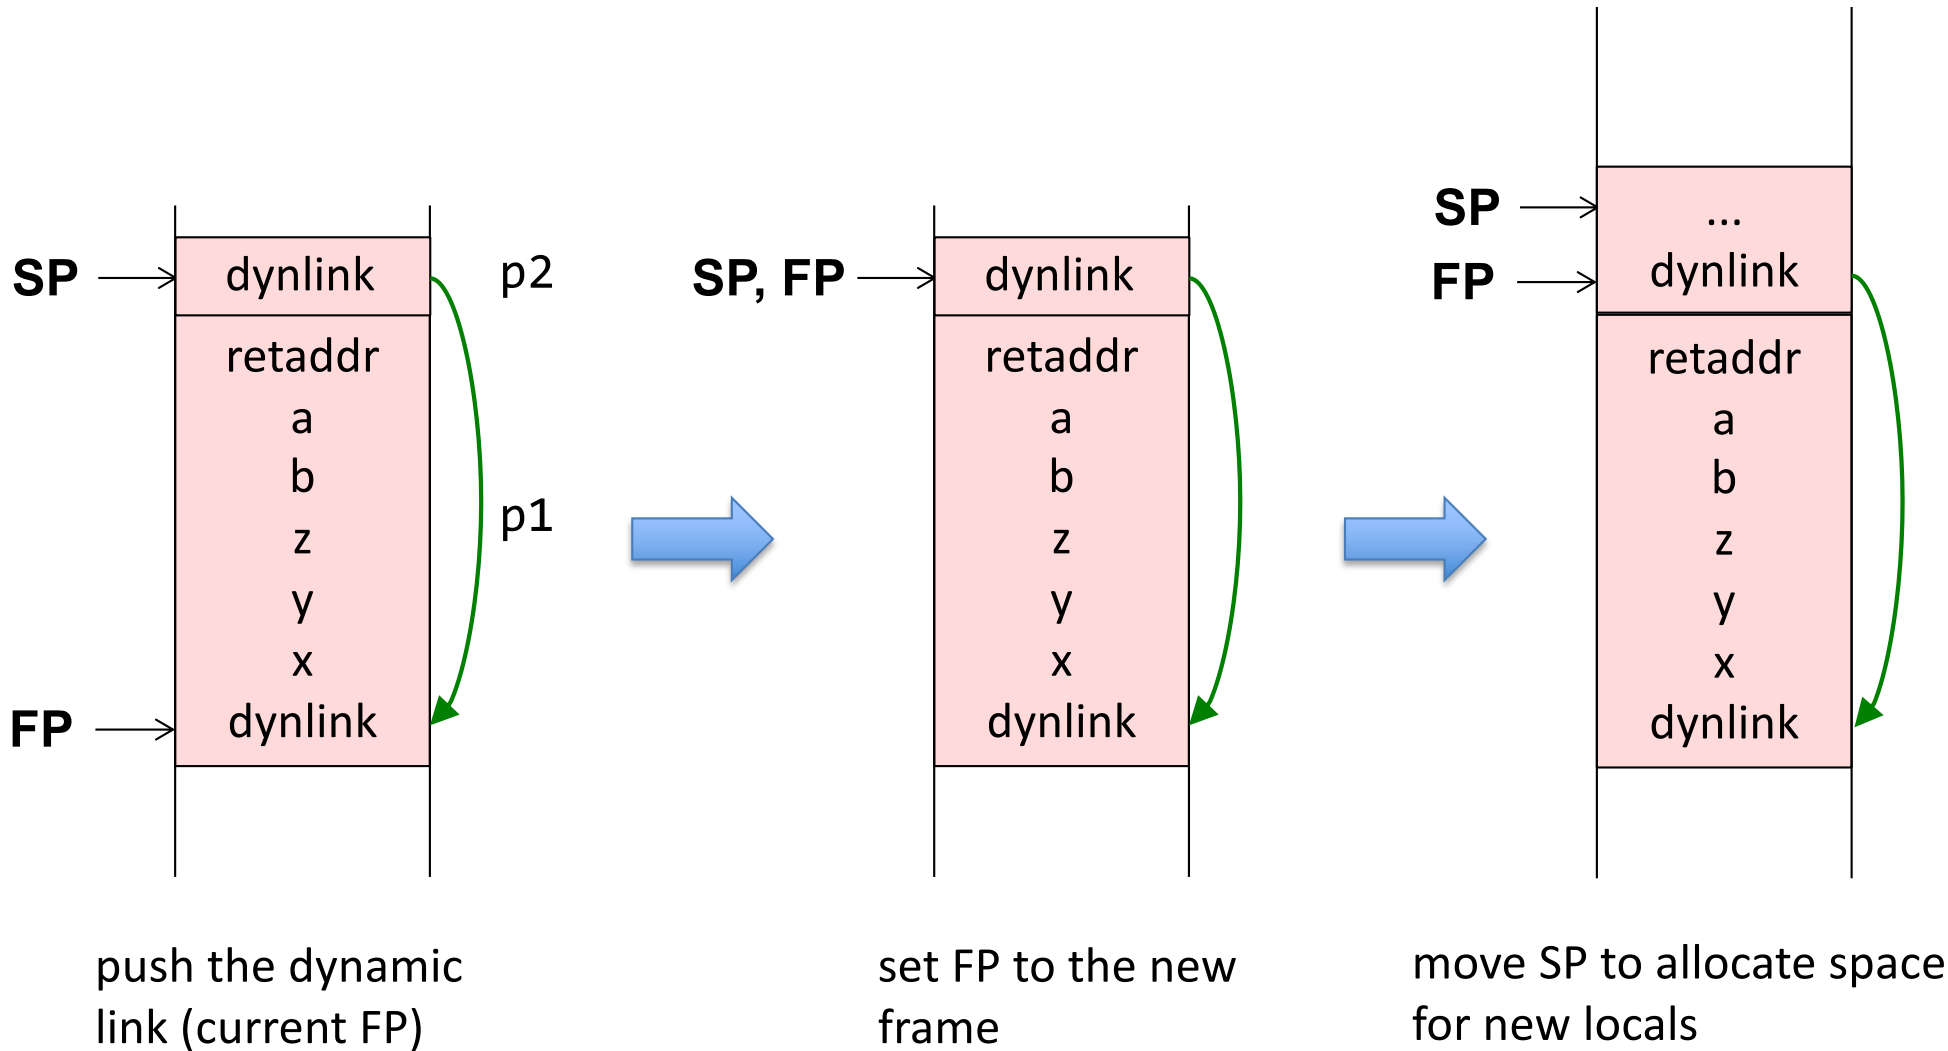 SP
dynlink
p2
retaddr
a
b
p1
z
y
x
FP
dynlink
push the dynamic
link (current FP)
SP, FP
dynlink
retaddr
a
b
z
y
x
dynlink
set FP to the new
frame
SP
...
FP
dynlink
retaddr
a
b
z
y
x
dynlink
move SP to allocate space
for new locals